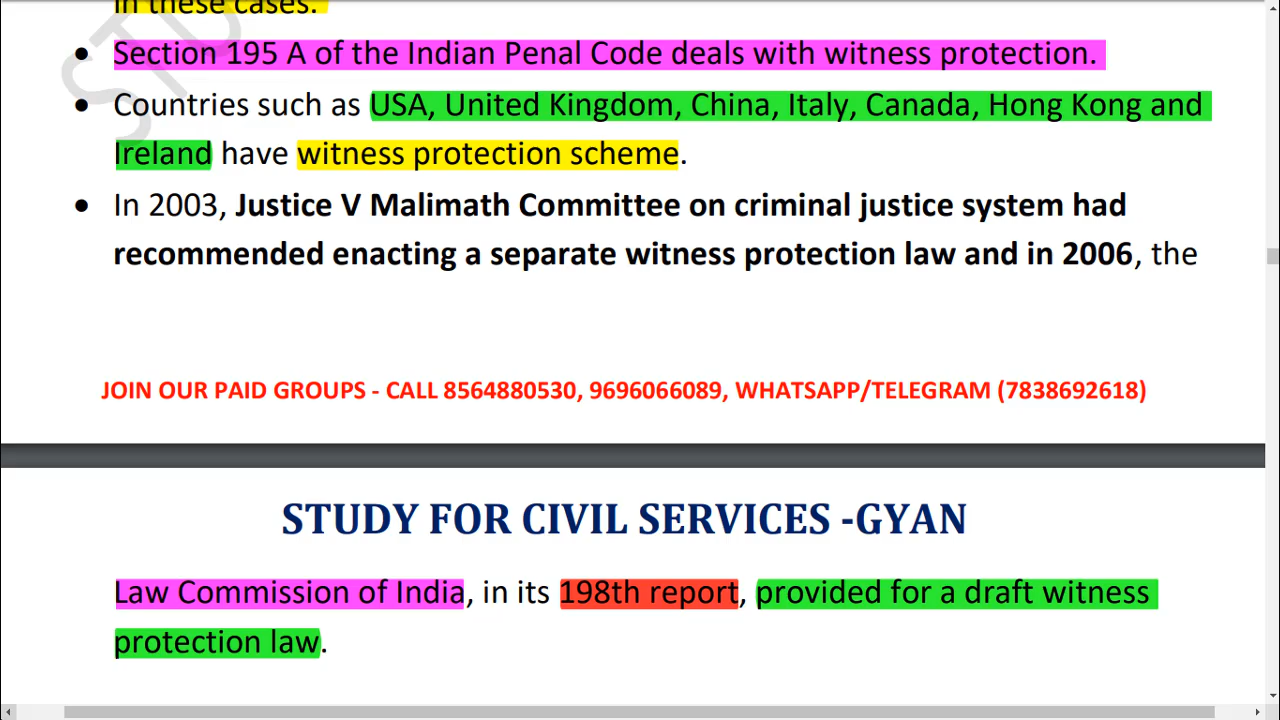 in these cases.
• Section 195 A of the Indian Penal Code deals with witness protection.
• Countries such as USA, United Kingdom, China, Italy, Canada, Hong Kong and
Ireland have witness protection scheme.
• In 2003, Justice V Malimath Committee on criminal justice system had
recommended enacting a separate witness protection law and in 2006, the
JOIN OUR PAID GROUPS - CALL 8564880530, 9696066089, WHATSAPP/TELEGRAM (7838692618)
STUDY FOR CIVIL SERVICES -GYAN
Law Commission of India, in its 198th report, provided for a draft witness
protection law.